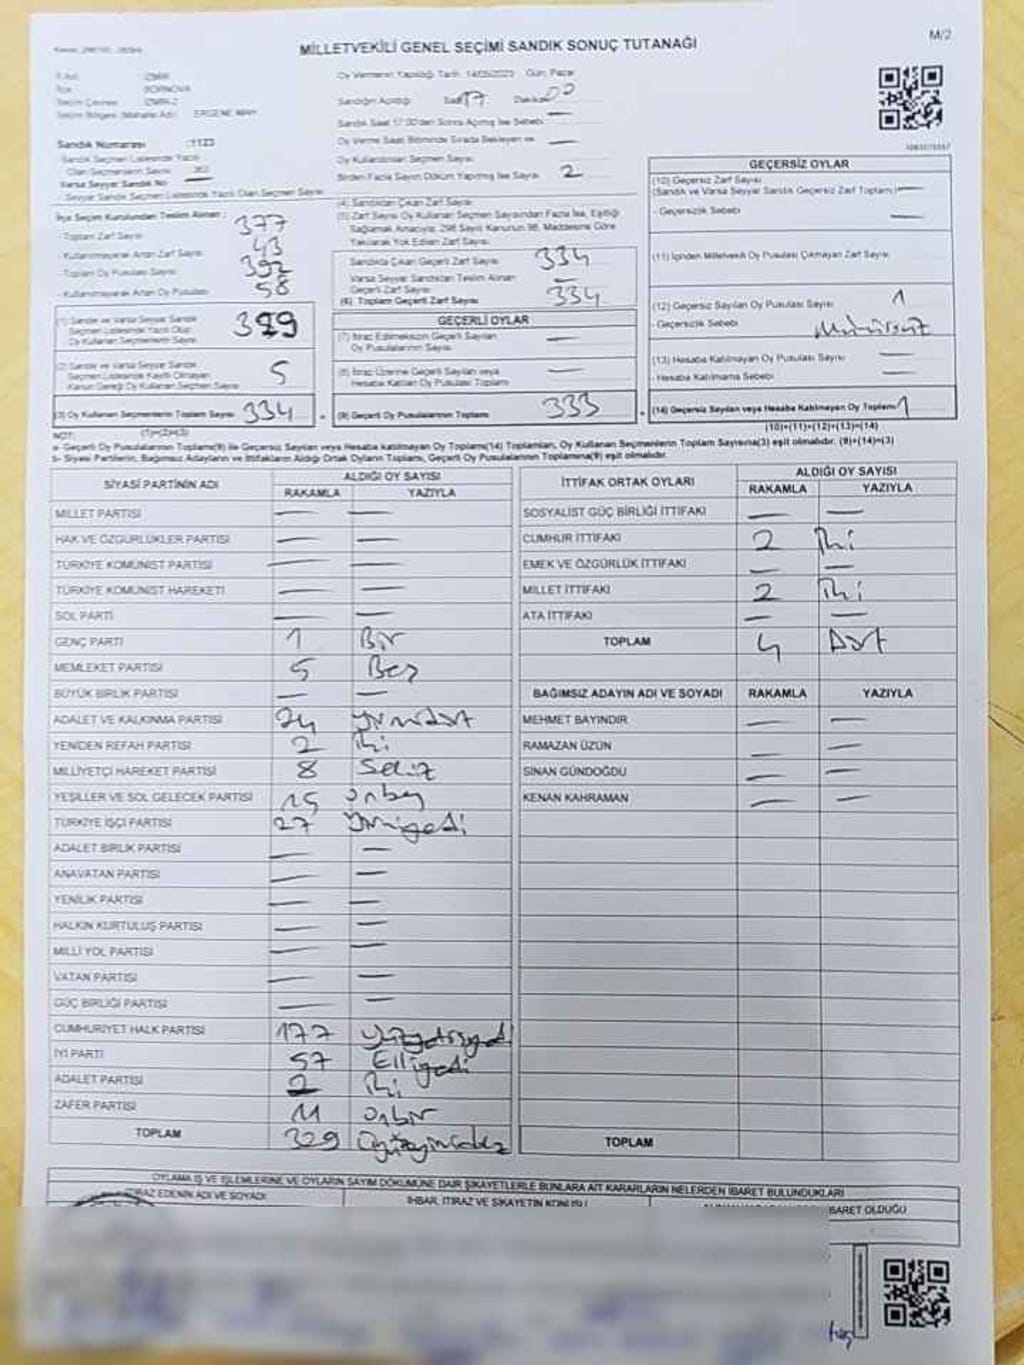 MİLLETVEKİLİ GENEL SEÇİMİ SANDIK SONUÇ TUTANAĞI
M/2
İl Adı : İZMİR
İlçe BORNOVA
Seçim Çevresi İZMİR-2
Seçim Bölgesi (Mahalle Adı) ERGENE MAH.
Oy Vermenin Yapıldığı Tarih: 14/05/2023 Gün: Pazar
Sandığın Açıldığı Saat 17 Dakika 00
Sandık Saat 17:00'den Sonra Açılmış İse Sebebi : —
Oy Verme Saati Bitiminde Sırada Bekleyen ve —
Oy Kullandırılan Seçmen Sayısı
Birden Fazla Sayım Döküm Yapılmış İse Sayısı : 2
Sandık Numarası :1123
Sandık Seçmen Listesinde Yazılı
Olan Seçmenlerin Sayısı
Varsa Seyyar Sandık No —
Seyyar Sandık Seçmen Listesinde Yazılı Olan Seçmen Sayısı
İlçe Seçim Kurulundan Teslim Alınan :
- Toplam Zarf Sayısı 377
- Kullanılmayarak Artan Zarf Sayısı 43
- Toplam Oy Pusulası Sayısı 392
- Kullanılmayarak Artan Oy Pusulası 58
(1) Sandık ve Varsa Seyyar Sandık
Seçmen Listesinde Yazılı Olup
Oy Kullanan Seçmenlerin Sayısı 329
(2) Sandık ve Varsa Seyyar Sandık
Seçmen Listesinde Kayıtlı Olmayan,
Kanun Gereği Oy Kullanan Seçmen Sayısı 5
(3) Oy Kullanan Seçmenlerin Toplam Sayısı 334
(1)+(2)=(3)
(4) Sandıktan Çıkan Zarf Sayısı
(5) Zarf Sayısı Oy Kullanan Seçmen Sayısından Fazla İse, Eşitliği
Sağlamak Amacıyla; 298 Sayılı Kanunun 98. Maddesine Göre
Yakılarak Yok Edilen Zarf Sayısı
Sandıkta Çıkan Geçerli Zarf Sayısı 334
Varsa Seyyar Sandıktan Teslim Alınan
Geçerli Zarf Sayısı —
(6) Toplam Geçerli Zarf Sayısı 334
GEÇERLİ OYLAR
(7) İtiraz Edilmeksizin Geçerli Sayılan
Oy Pusulalarının Sayısı —
(8) İtiraz Üzerine Geçerli Sayılan veya
Hesaba Katılan Oy Pusulaları Toplamı —
(9) Geçerli Oy Pusulalarının Toplamı 333
GEÇERSİZ OYLAR
(10) Geçersiz Zarf Sayısı
(Sandık ve Varsa Seyyar Sandık Geçersiz Zarf Toplamı) —
- Geçersizlik Sebebi —
(11) İçinden Milletvekili Oy Pusulası Çıkmayan Zarf Sayısı
(12) Geçersiz Sayılan Oy Pusulası Sayısı 1
- Geçersizlik Sebebi : Mühürsüz
(13) Hesaba Katılmayan Oy Pusulası Sayısı —
- Hesaba Katılmama Sebebi —
(14) Geçersiz Sayılan veya Hesaba Katılmayan Oy Toplamı 1
(10)+(11)+(12)+(13)=(14)
NOT:
a- Geçerli Oy Pusulaları Toplamı(9) ile Geçersiz Sayılan veya Hesaba katılmayan Oy Toplamı(14) Toplamları, Oy Kullanan Seçmenlerin Toplam Sayısına(3) eşit olmalıdır. (9)+(14)=(3)
b- Siyasi Partilerin, Bağımsız Adayların ve İttifakların Aldığı Ortak Oyların Toplamı, Geçerli Oy Pusulalarının Toplamına(9) eşit olmalıdır.
SİYASİ PARTİNİN ADI ALDIĞI OY SAYISI
RAKAMLA YAZIYLA
MİLLET PARTİSİ — —
HAK VE ÖZGÜRLÜKLER PARTİSİ — —
TÜRKİYE KOMÜNİST PARTİSİ — —
TÜRKİYE KOMÜNİST HAREKETİ — —
SOL PARTİ — —
GENÇ PARTİ 1 Bir
MEMLEKET PARTİSİ 5 Beş
BÜYÜK BİRLİK PARTİSİ — —
ADALET VE KALKINMA PARTİSİ 24 yirmidört
YENİDEN REFAH PARTİSİ 2 iki
MİLLİYETÇİ HAREKET PARTİSİ 8 Sekiz
YEŞİLLER VE SOL GELECEK PARTİSİ 15 onbeş
TÜRKİYE İŞÇİ PARTİSİ 27 yirmiyedi
ADALET BİRLİK PARTİSİ — —
ANAVATAN PARTİSİ — —
YENİLİK PARTİSİ — —
HALKIN KURTULUŞ PARTİSİ — —
MİLLİ YOL PARTİSİ — —
VATAN PARTİSİ — —
GÜÇ BİRLİĞİ PARTİSİ — —
CUMHURİYET HALK PARTİSİ 177 yüzyetmişyedi
İYİ PARTİ 57 Elliyedi
ADALET PARTİSİ 2 iki
ZAFER PARTİSİ 11 onbir
TOPLAM 329 üçyüzyirmidokuz
İTTİFAK ORTAK OYLARI ALDIĞI OY SAYISI
RAKAMLA YAZIYLA
SOSYALİST GÜÇ BİRLİĞİ İTTİFAKI — —
CUMHUR İTTİFAKI 2 iki
EMEK VE ÖZGÜRLÜK İTTİFAKI — —
MİLLET İTTİFAKI 2 iki
ATA İTTİFAKI — —
TOPLAM 4 Dört
BAĞIMSIZ ADAYIN ADI VE SOYADI RAKAMLA YAZIYLA
MEHMET BAYINDIR — —
RAMAZAN ÜZÜN — —
SİNAN GÜNDOĞDU — —
KENAN KAHRAMAN — —
TOPLAM
OYLAMA İŞ VE İŞLEMLERİNE VE OYLARIN SAYIM DÖKÜMÜNE DAİR ŞİKAYETLERLE BUNLARA AİT KARARLARIN NELERDEN İBARET BULUNDUKLARI
İTİRAZ EDENİN ADI VE SOYADI
İHBAR, İTİRAZ VE ŞİKAYETİN KONUSU
İBARET OLDUĞU